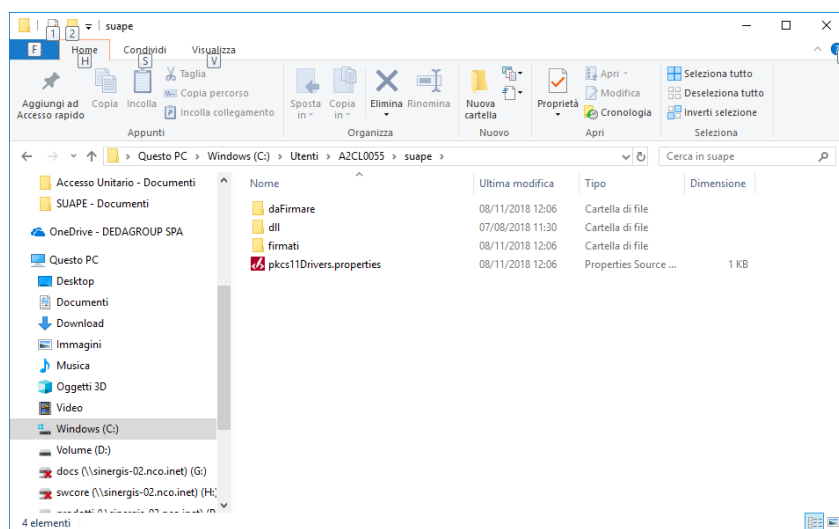 suape
1 2
F Home Condividi Visualizza
H S V
Aggiungi ad Accesso rapido
Copia
Incolla
Taglia
Copia percorso
Incolla collegamento
Sposta in
Copia in
Elimina
Rinomina
Nuova cartella
Proprietà
Apri
Modifica
Cronologia
Seleziona tutto
Deseleziona tutto
Inverti selezione
Appunti Organizza Nuovo Apri Seleziona
Questo PC > Windows (C:) > Utenti > A2CL0055 > suape >
Cerca in suape
Nome Ultima modifica Tipo Dimensione
daFirmare 08/11/2018 12:06 Cartella di file
dll 07/08/2018 11:30 Cartella di file
firmati 08/11/2018 12:06 Cartella di file
pkcs11Drivers.properties 08/11/2018 12:06 Properties Source ... 1 KB
Accesso Unitario - Documenti
SUAPE - Documenti
OneDrive - DEDAGROUP SPA
Questo PC
Desktop
Documenti
Download
Immagini
Musica
Oggetti 3D
Video
Windows (C:)
Volume (D:)
docs (\\sinergis-02.nco.inet) (G:)
swcore (\\sinergis-02.nco.inet) (H:
4 elementi